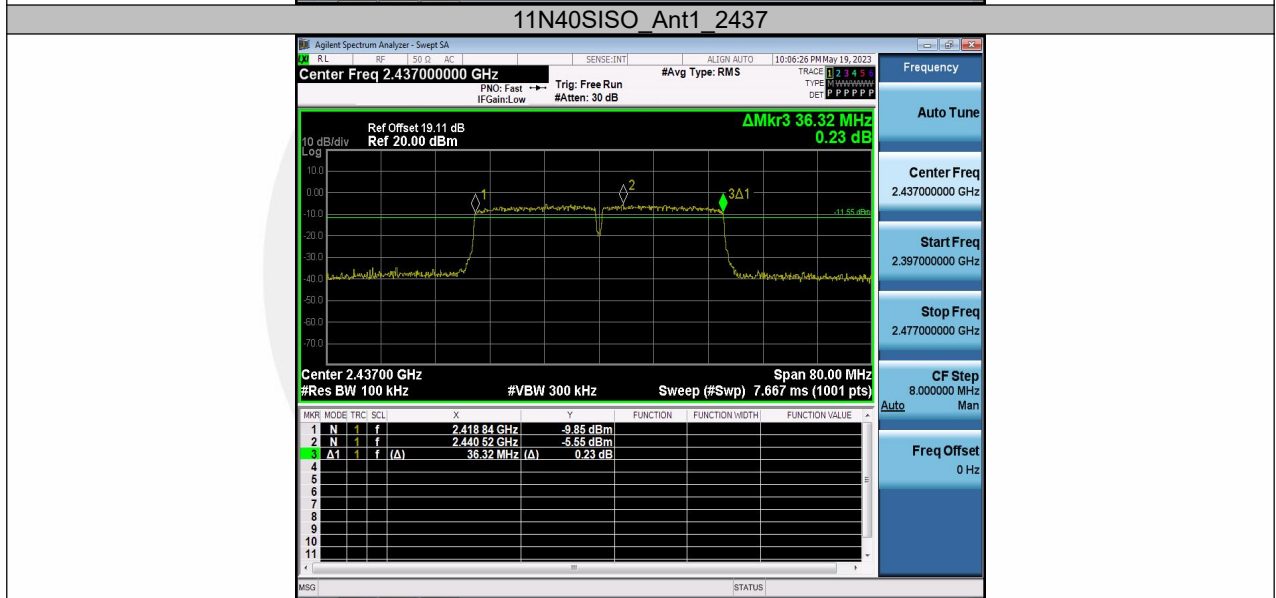 11N40SISO_Ant1_2437
Agilent Spectrum Analyzer - Swept SA
RL RF 50 Ω AC SENSE:INT ALIGN AUTO 10:06:26 PM May 19, 2023
Center Freq 2.437000000 GHz #Avg Type: RMS TRACE 1 2 3 4 5 6
PNO: Fast Trig: Free Run TYPE M WWWWW
IFGain:Low #Atten: 30 dB DET P P P P P P
Frequency
Auto Tune
Center Freq
2.437000000 GHz
Start Freq
2.397000000 GHz
Stop Freq
2.477000000 GHz
CF Step
8.000000 MHz
Auto Man
Freq Offset
0 Hz
ΔMkr3 36.32 MHz
0.23 dB
Ref Offset 19.11 dB
10 dB/div Ref 20.00 dBm
Log
10.0
0.00
-10.0
-20.0
-30.0
-40.0
-50.0
-60.0
-70.0
1
2
3Δ1
-11.55 dBm
Center 2.43700 GHz Span 80.00 MHz
#Res BW 100 kHz #VBW 300 kHz Sweep (#Swp) 7.667 ms (1001 pts)
MKR MODE TRC SCL X Y FUNCTION FUNCTION WIDTH FUNCTION VALUE
1 N 1 f 2.418 84 GHz -9.85 dBm
2 N 1 f 2.440 52 GHz -5.55 dBm
3 Δ1 1 f (Δ) 36.32 MHz (Δ) 0.23 dB
4
5
6
7
8
9
10
11
MSG STATUS